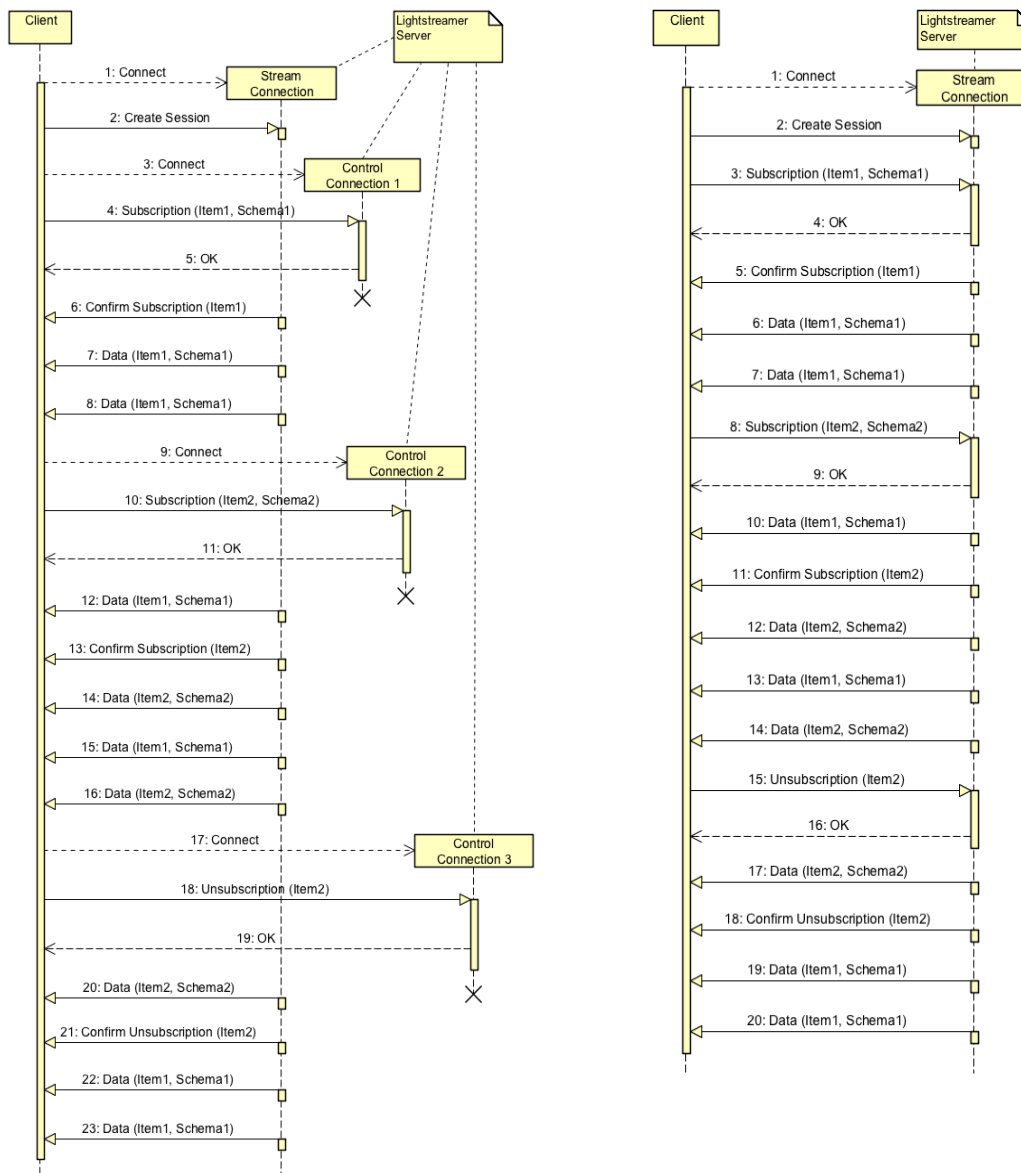 Client
Lightstreamer
Server
1: Connect
Stream
Connection
2: Create Session
3: Connect
Control
Connection 1
4: Subscription (Item1, Schema1)
5: OK
6: Confirm Subscription (Item1)
7: Data (Item1, Schema1)
8: Data (Item1, Schema1)
9: Connect
Control
Connection 2
10: Subscription (Item2, Schema2)
11: OK
12: Data (Item1, Schema1)
13: Confirm Subscription (Item2)
14: Data (Item2, Schema2)
15: Data (Item1, Schema1)
16: Data (Item2, Schema2)
17: Connect
Control
Connection 3
18: Unsubscription (Item2)
19: OK
20: Data (Item2, Schema2)
21: Confirm Unsubscription (Item2)
22: Data (Item1, Schema1)
23: Data (Item1, Schema1)
Client
Lightstreamer
Server
1: Connect
Stream
Connection
2: Create Session
3: Subscription (Item1, Schema1)
4: OK
5: Confirm Subscription (Item1)
6: Data (Item1, Schema1)
7: Data (Item1, Schema1)
8: Subscription (Item2, Schema2)
9: OK
10: Data (Item1, Schema1)
11: Confirm Subscription (Item2)
12: Data (Item2, Schema2)
13: Data (Item1, Schema1)
14: Data (Item2, Schema2)
15: Unsubscription (Item2)
16: OK
17: Data (Item2, Schema2)
18: Confirm Unsubscription (Item2)
19: Data (Item1, Schema1)
20: Data (Item1, Schema1)